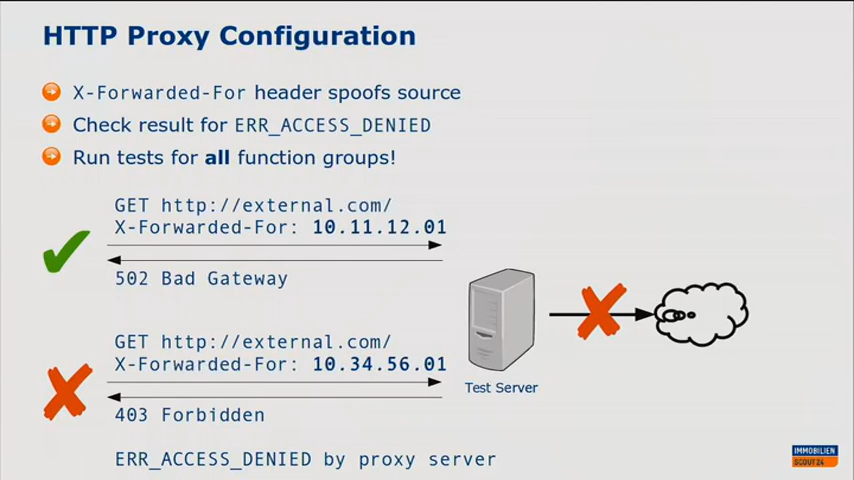 HTTP Proxy Configuration
X-Forwarded-For header spoofs source
Check result for ERR_ACCESS_DENIED
Run tests for all function groups!
GET http://external.com/
X-Forwarded-For: 10.11.12.01
502 Bad Gateway
GET http://external.com/
X-Forwarded-For: 10.34.56.01
Test Server
403 Forbidden
ERR_ACCESS_DENIED by proxy server
IMMOBILIEN
SCOUT24